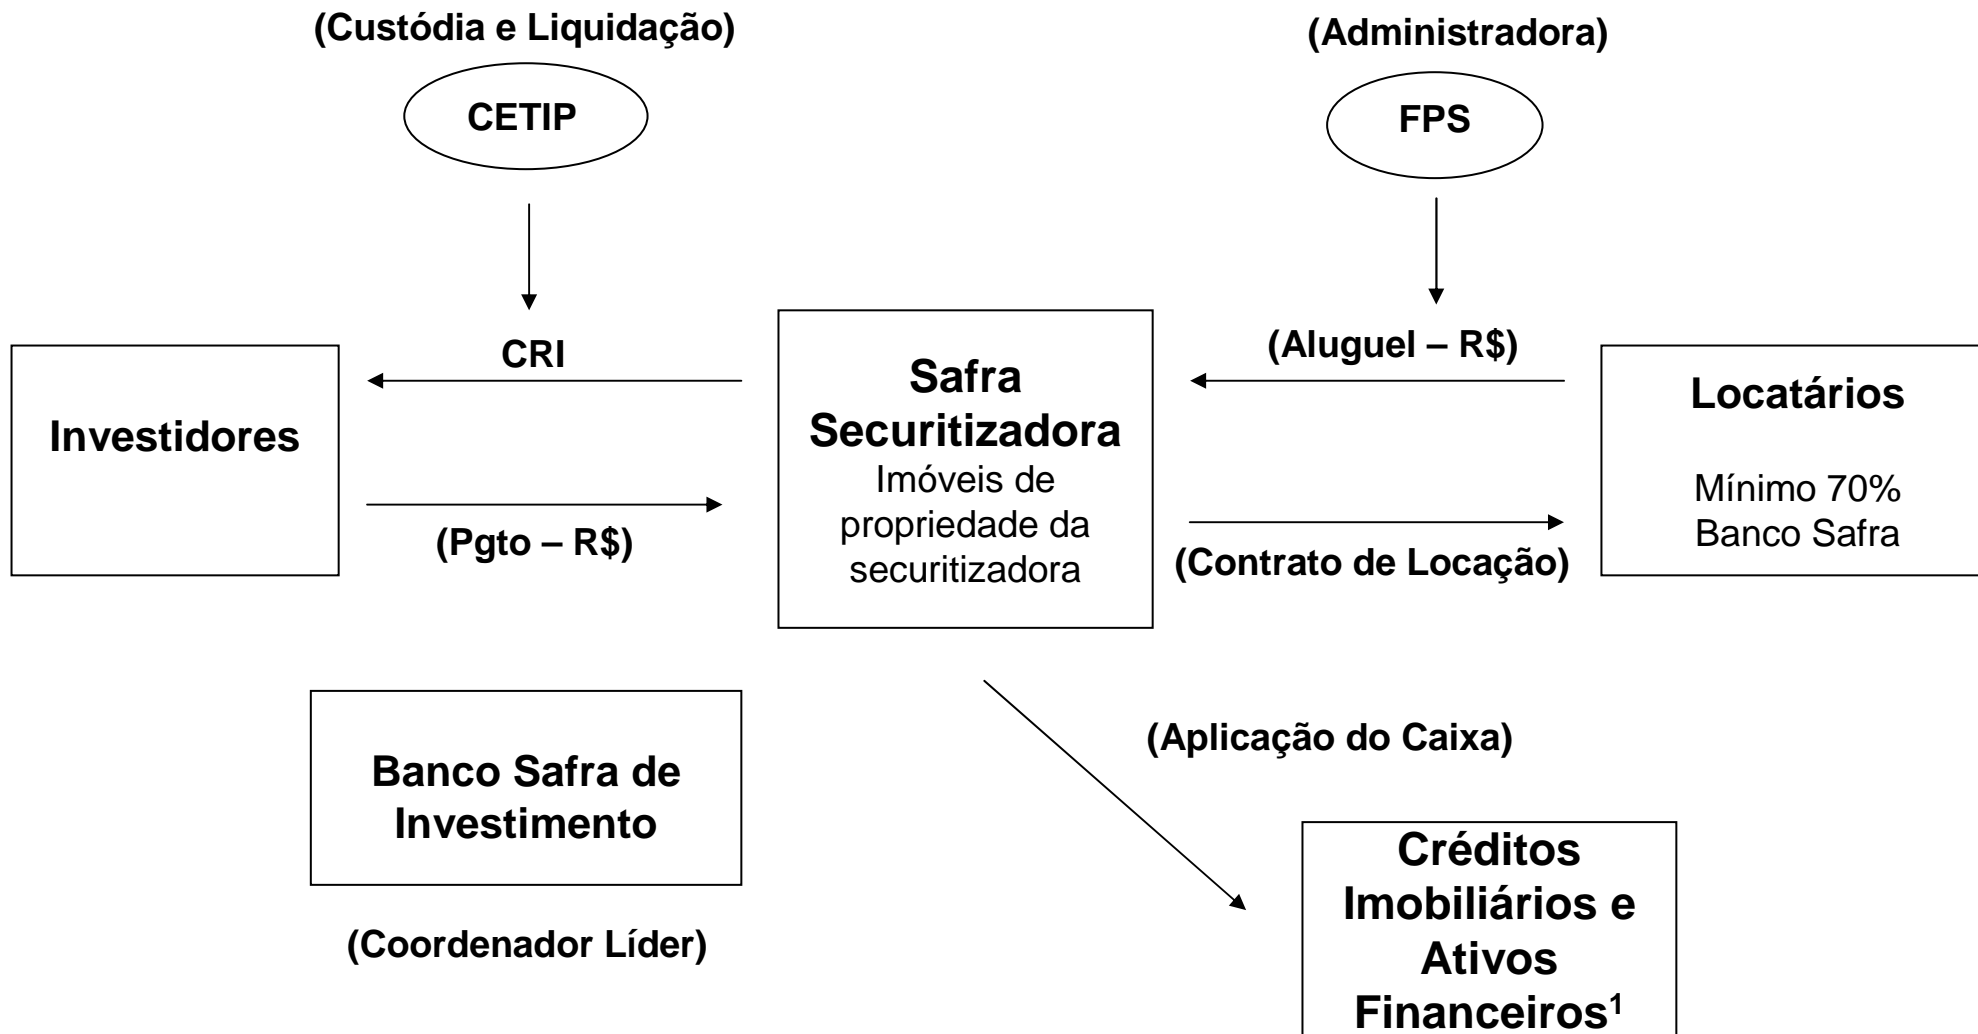 (Custódia e Liquidação)
(Administradora)
CETIP
FPS
CRI
(Aluguel – R$)
Investidores
Safra
Securitizadora
Imóveis de
propriedade da
securitizadora
Locatários
Mínimo 70%
Banco Safra
(Pgto – R$)
(Contrato de Locação)
Banco Safra de
Investimento
(Coordenador Líder)
(Aplicação do Caixa)
Créditos
Imobiliários e
Ativos
Financeiros¹